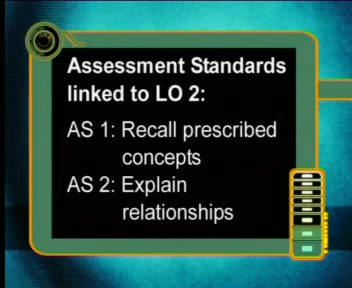 Assessment Standards
linked to LO 2:
AS 1: Recall prescribed
concepts
AS 2: Explain
relationships